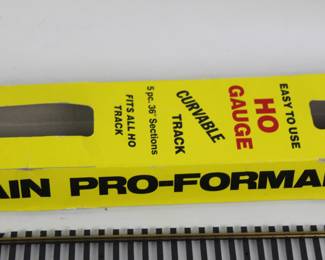 EASY TO USE
HO
GAUGE
CURVABLE
TRACK
5 pc. 36" Sections
FITS ALL HO
TRACK
AIN PRO-FORMA